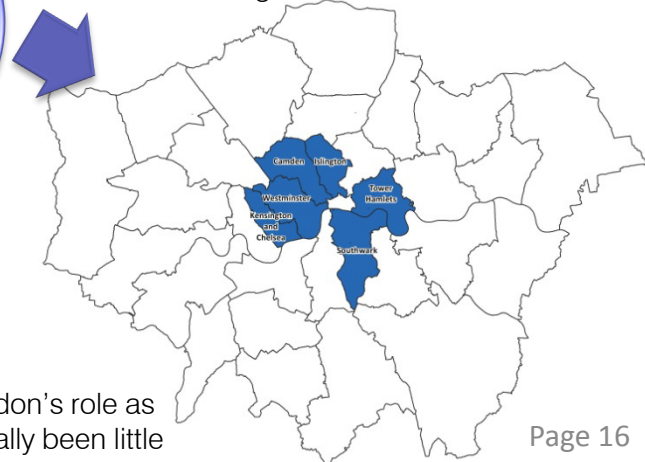 Camden
Islington
Westminster
Tower
Hamlets
Kensington
and
Chelsea
Southwark
don's role as
ally been little
Page 16